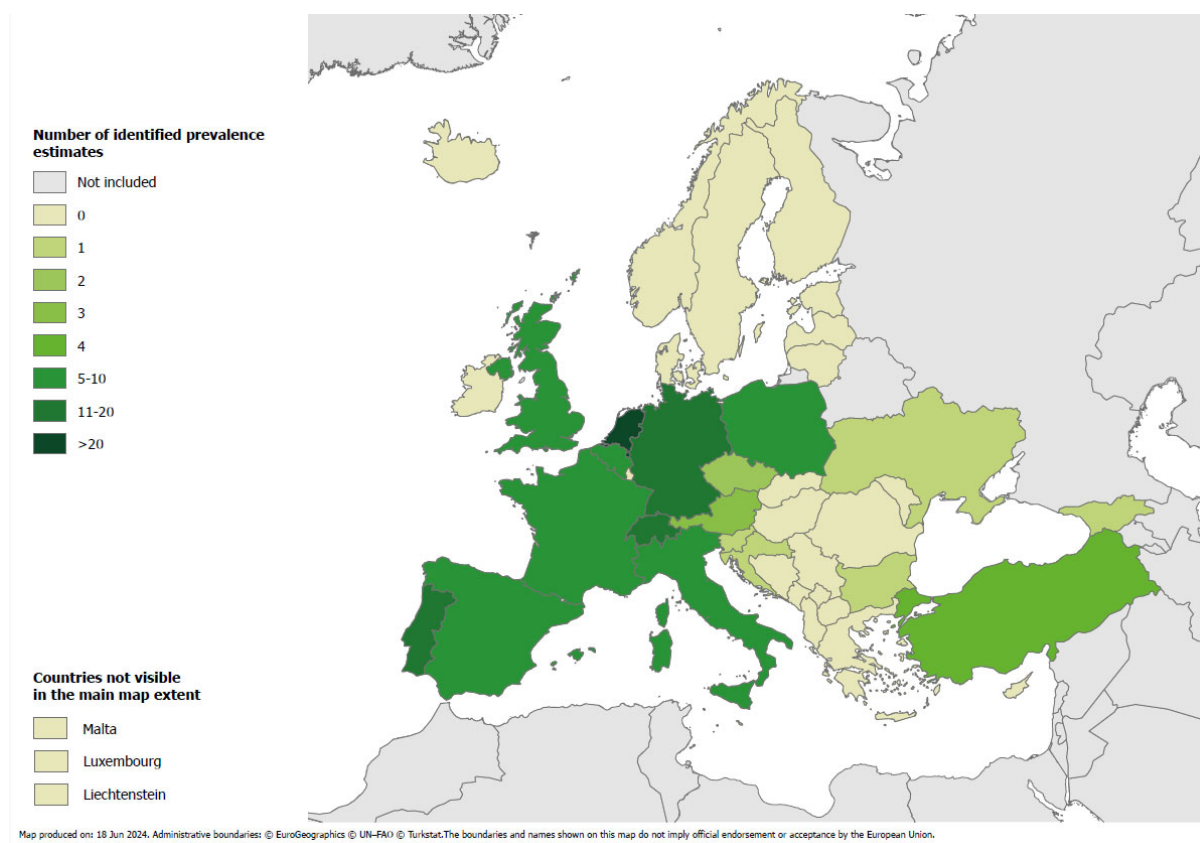 Number of identified prevalence
estimates
Not included
0
1
2
3
4
5-10
11-20
>20
Countries not visible
in the main map extent
Malta
Luxembourg
Liechtenstein
Map produced on: 18 Jun 2024. Administrative boundaries: © EuroGeographics © UN–FAO © Turkstat.The boundaries and names shown on this map do not imply official endorsement or acceptance by the European Union.